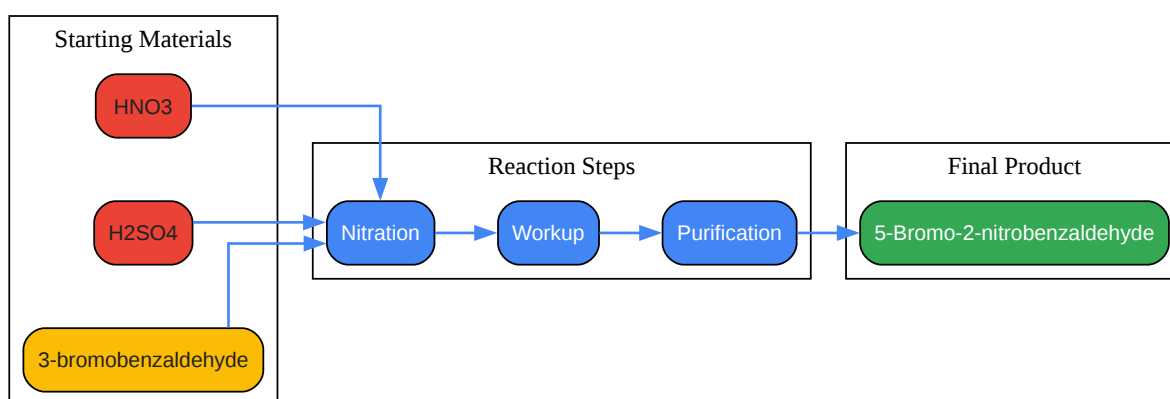 Starting Materials
HNO3
H2SO4
3-bromobenzaldehyde
Reaction Steps
Nitration
Workup
Purification
Final Product
5-Bromo-2-nitrobenzaldehyde